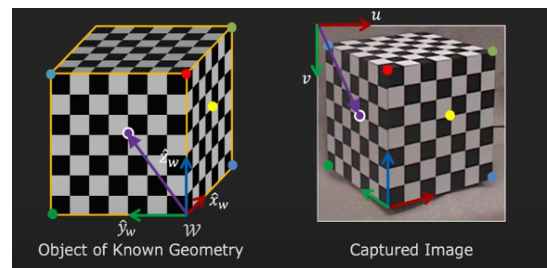 u
v
ẑ_w
x̂_w
ŷ_w
𝒲
Object of Known Geometry
Captured Image